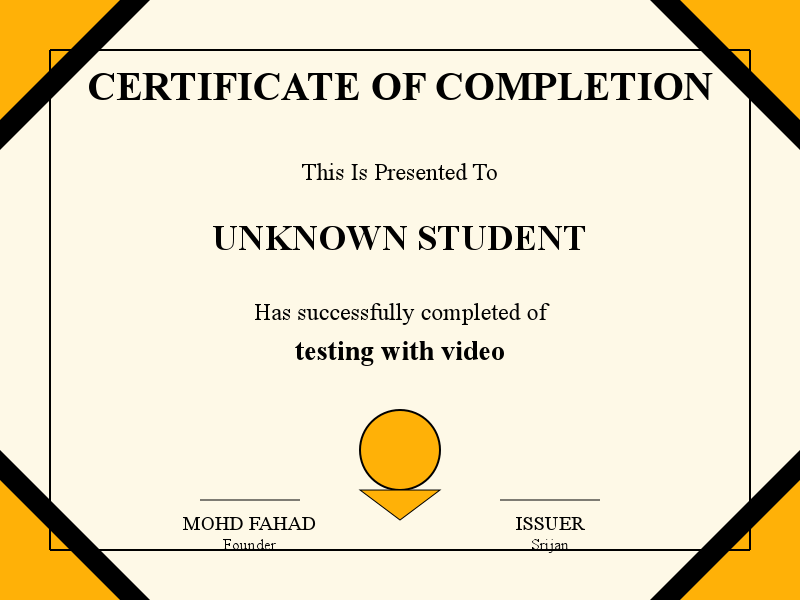 CERTIFICATE OF COMPLETION
This Is Presented To
UNKNOWN STUDENT
Has successfully completed of
testing with video
MOHD FAHAD
Founder
ISSUER
Srijan